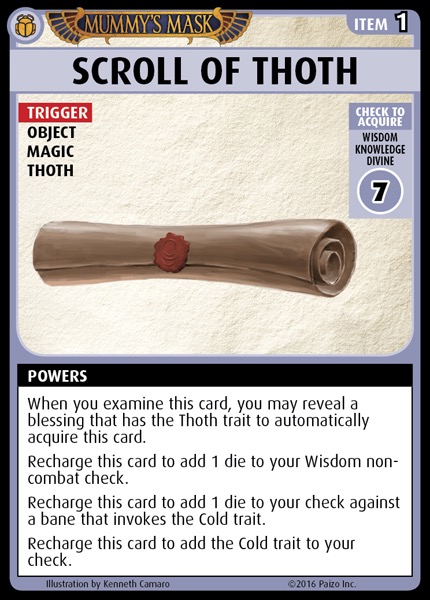 MUMMY'S MASK
ITEM 1
SCROLL OF THOTH
TRIGGER
OBJECT
MAGIC
THOTH
CHECK TO
ACQUIRE
WISDOM
KNOWLEDGE
DIVINE
7
POWERS
When you examine this card, you may reveal a
blessing that has the Thoth trait to automatically
acquire this card.
Recharge this card to add 1 die to your Wisdom non-
combat check.
Recharge this card to add 1 die to your check against
a bane that invokes the Cold trait.
Recharge this card to add the Cold trait to your
check.
Illustration by Kenneth Camaro
©2016 Paizo Inc.